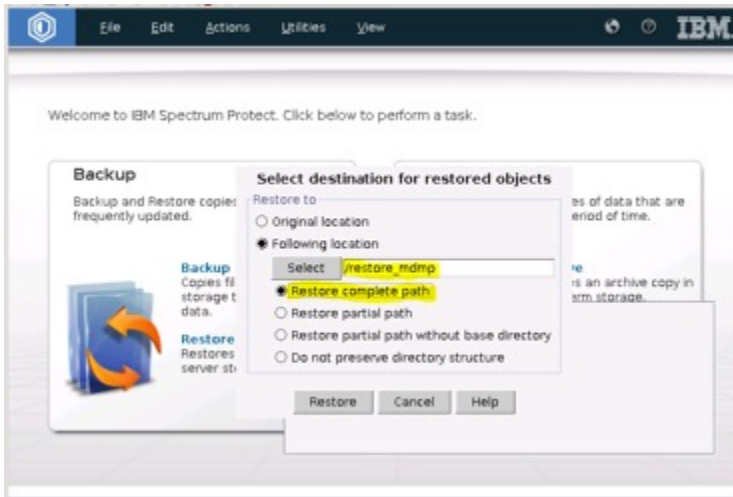 File Edit Actions Utilities View IBM
Welcome to IBM Spectrum Protect. Click below to perform a task.
Backup
Backup and Restore copies
frequently updated.
Backup
Copies fil
storage t
data.
Restore
Restores
server st
Select destination for restored objects
Restore to
Original location
Following location
Select /restore_mdmp
Restore complete path
Restore partial path
Restore partial path without base directory
Do not preserve directory structure
Restore Cancel Help
es of data that are
eriod of time.
ve
es an archive copy in
erm storage.